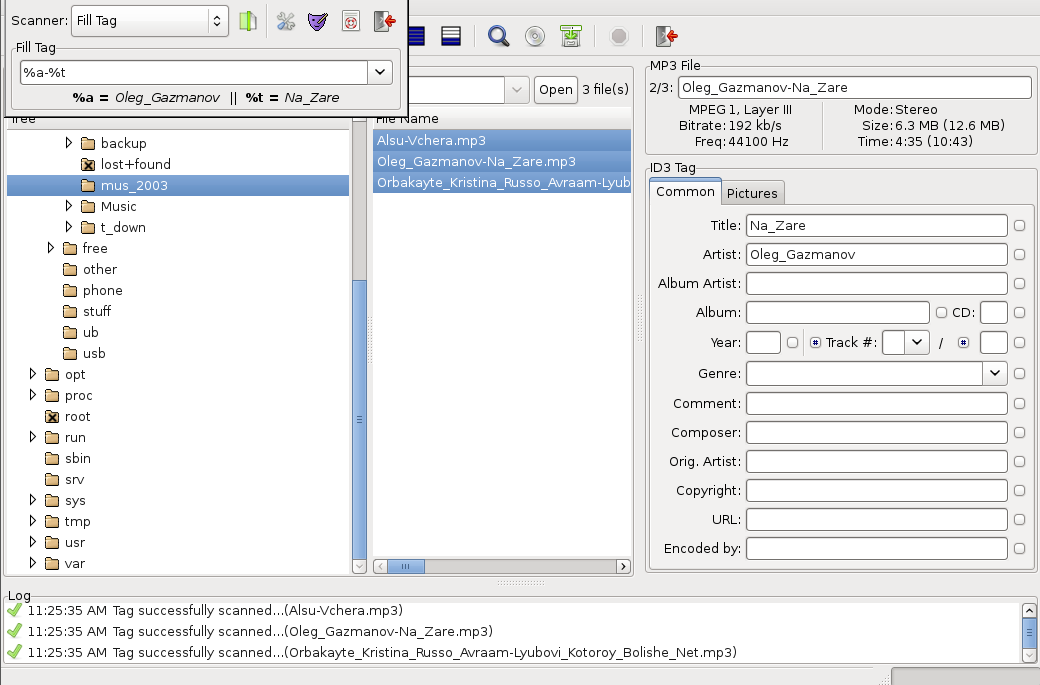 Scanner: Fill Tag
Fill Tag
%a-%t
%a = Oleg_Gazmanov || %t = Na_Zare
Open 3 file(s)
Tree
backup
lost+found
mus_2003
Music
t_down
free
other
phone
stuff
ub
usb
opt
proc
root
run
sbin
srv
sys
tmp
usr
var
File Name
Alsu-Vchera.mp3
Oleg_Gazmanov-Na_Zare.mp3
Orbakayte_Kristina_Russo_Avraam-Lyub
MP3 File
2/3: Oleg_Gazmanov-Na_Zare
MPEG 1, Layer III Mode: Stereo
Bitrate: 192 kb/s Size: 6.3 MB (12.6 MB)
Freq: 44100 Hz Time: 4:35 (10:43)
ID3 Tag
Common Pictures
Title: Na_Zare
Artist: Oleg_Gazmanov
Album Artist:
Album: CD:
Year: # Track #: / #
Genre:
Comment:
Composer:
Orig. Artist:
Copyright:
URL:
Encoded by:
Log
11:25:35 AM Tag successfully scanned...(Alsu-Vchera.mp3)
11:25:35 AM Tag successfully scanned...(Oleg_Gazmanov-Na_Zare.mp3)
11:25:35 AM Tag successfully scanned...(Orbakayte_Kristina_Russo_Avraam-Lyubovi_Kotoroy_Bolishe_Net.mp3)